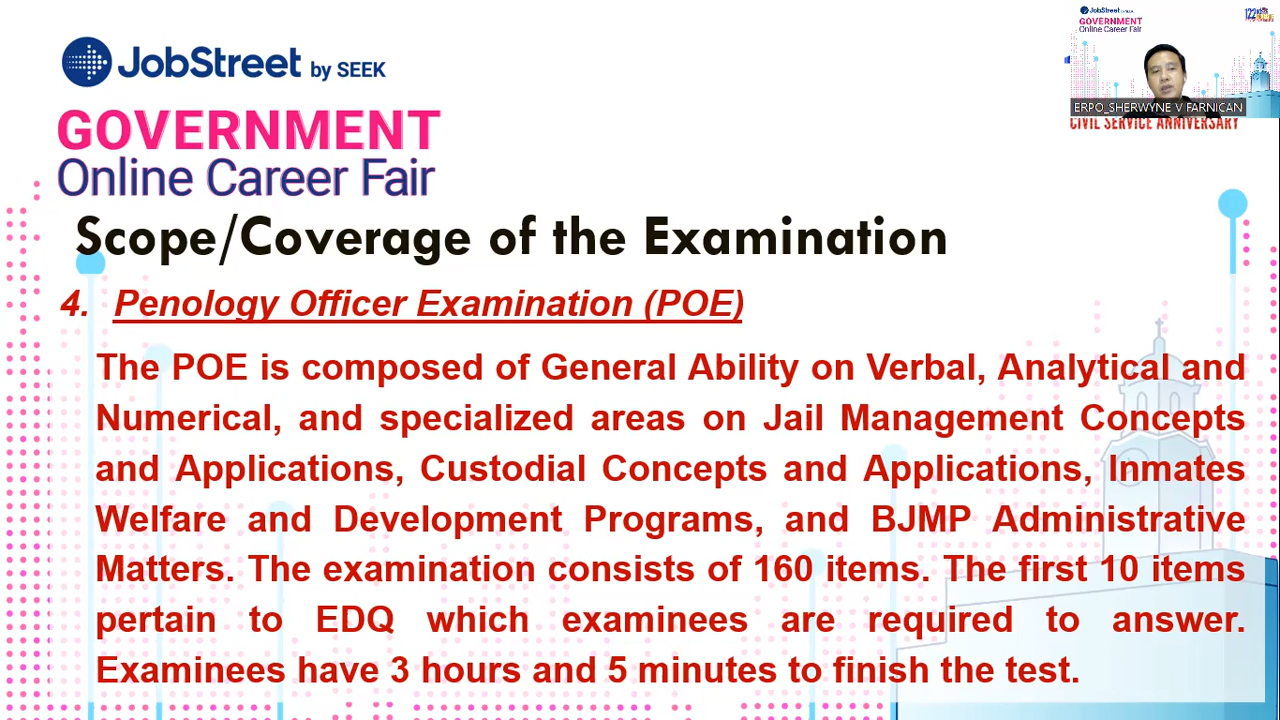 JobStreet by SEEK
GOVERNMENT
Online Career Fair
Scope/Coverage of the Examination
4. Penology Officer Examination (POE)
The POE is composed of General Ability on Verbal, Analytical and
Numerical, and specialized areas on Jail Management Concepts
and Applications, Custodial Concepts and Applications, Inmates
Welfare and Development Programs, and BJMP Administrative
Matters. The examination consists of 160 items. The first 10 items
pertain to EDQ which examinees are required to answer.
Examinees have 3 hours and 5 minutes to finish the test.
JobStreet
GOVERNMENT
Online Career Fair
122
ERPO_SHERWYNE V FARNICAN
CIVIL SERVICE ANNIVERSARY